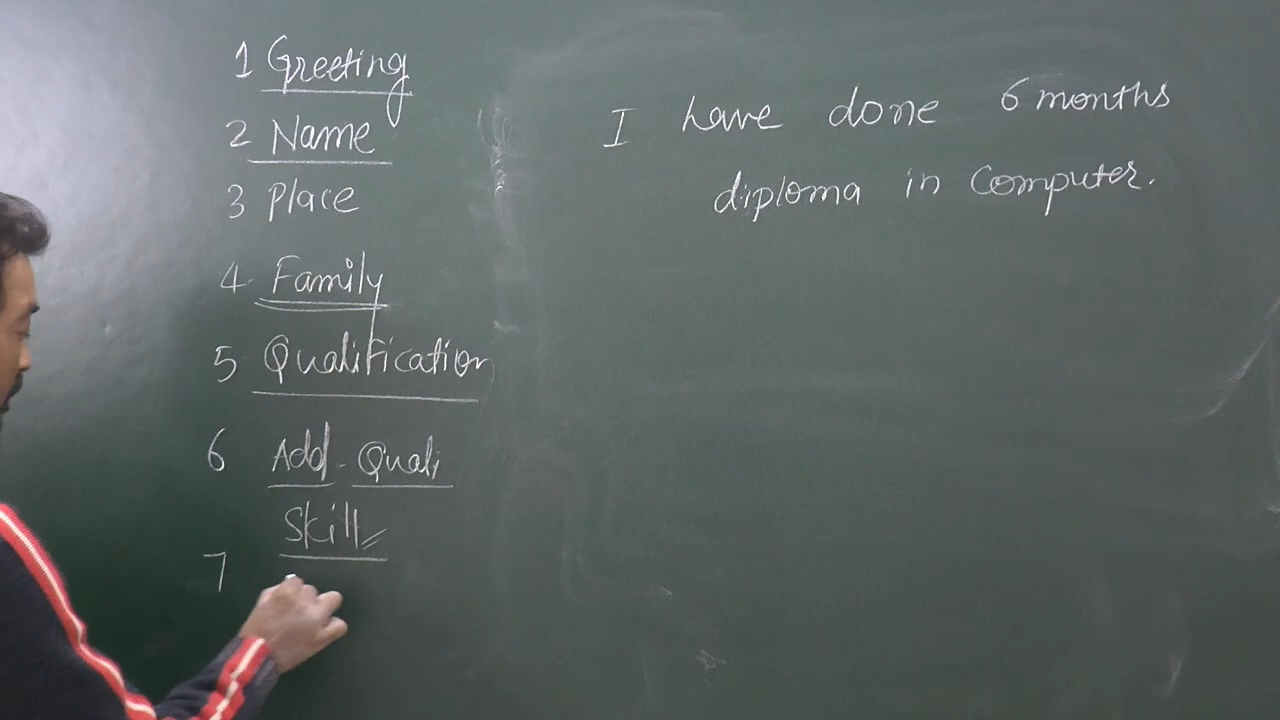 1 Greeting
2 Name
3 Place
4. Family
5 Qualification
6 Add. Quali
Skill
7
I have done 6 months
diploma in Computer.